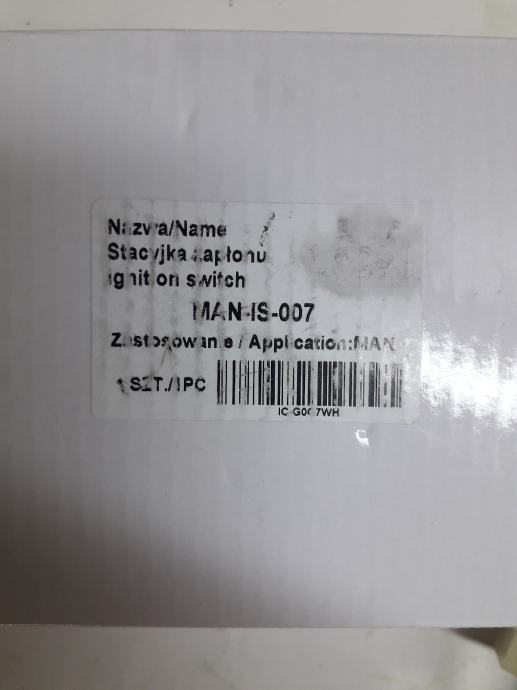 Nazwa/Name
Stacyjka zapłonu
ignition switch
MAN-IS-007
Zastosowanie / Application:MAN
1 SZT./1PC